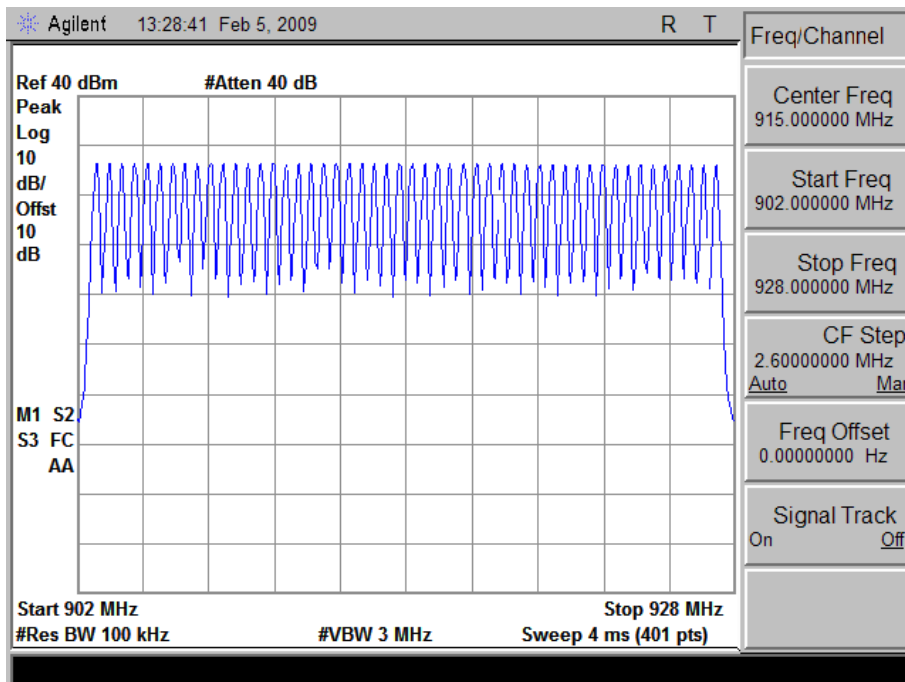 Agilent 13:28:41 Feb 5, 2009 R T
Ref 40 dBm #Atten 40 dB
Peak
Log
10
dB/
Offst
10
dB
M1 S2
S3 FC
AA
Start 902 MHz Stop 928 MHz
#Res BW 100 kHz #VBW 3 MHz Sweep 4 ms (401 pts)
Freq/Channel
Center Freq
915.000000 MHz
Start Freq
902.000000 MHz
Stop Freq
928.000000 MHz
CF Step
2.60000000 MHz
Auto Man
Freq Offset
0.00000000 Hz
Signal Track
On Off